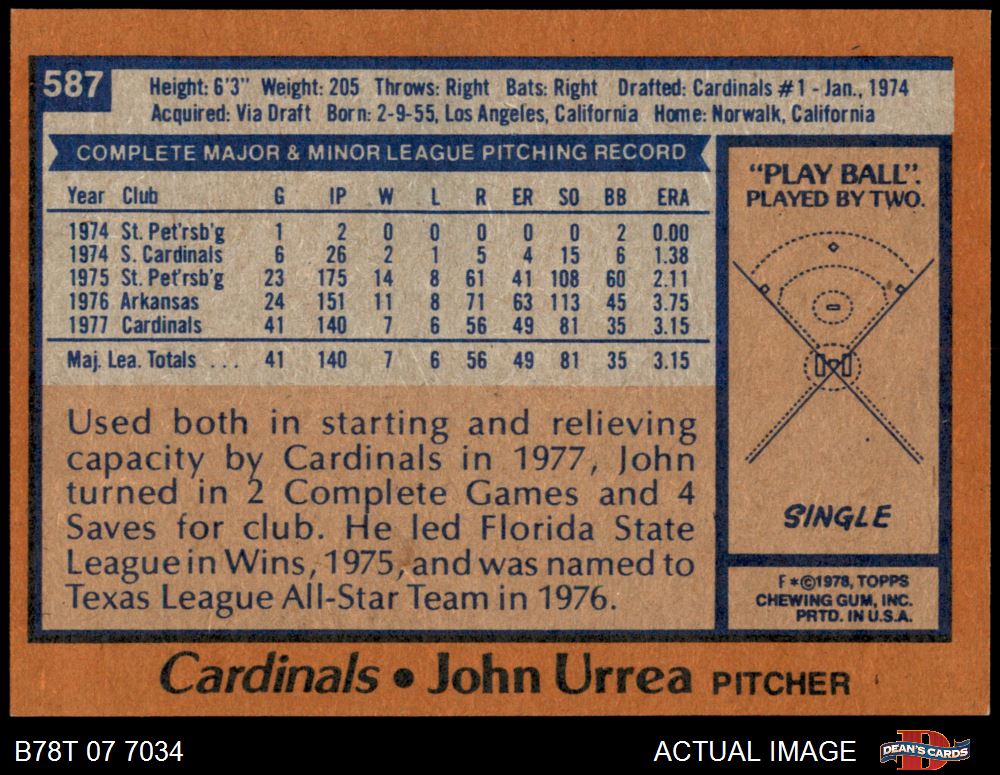 587
Height: 6'3" Weight: 205 Throws: Right Bats: Right Drafted: Cardinals #1 - Jan., 1974
Acquired: Via Draft Born: 2-9-55, Los Angeles, California Home: Norwalk, California
COMPLETE MAJOR & MINOR LEAGUE PITCHING RECORD
Year Club G IP W L R ER SO BB ERA
1974 St. Pet'rsb'g 1 2 0 0 0 0 0 2 0.00
1974 S. Cardinals 6 26 2 1 5 4 15 6 1.38
1975 St. Pet'rsb'g 23 175 14 8 61 41 108 60 2.11
1976 Arkansas 24 151 11 8 71 63 113 45 3.75
1977 Cardinals 41 140 7 6 56 49 81 35 3.15
Maj. Lea. Totals ... 41 140 7 6 56 49 81 35 3.15
Used both in starting and relieving
capacity by Cardinals in 1977, John
turned in 2 Complete Games and 4
Saves for club. He led Florida State
League in Wins, 1975, and was named to
Texas League All-Star Team in 1976.
"PLAY BALL".
PLAYED BY TWO.
SINGLE
F*©1978, TOPPS
CHEWING GUM, INC.
PRTD. IN U.S.A.
Cardinals • John Urrea PITCHER
B78T 07 7034
ACTUAL IMAGE
D
DEAN'S CARDS